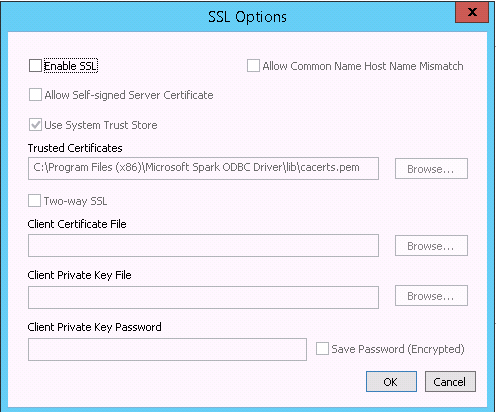 SSL Options
x
Enable SSL
Allow Common Name Host Name Mismatch
Allow Self-signed Server Certificate
Use System Trust Store
Trusted Certificates
C:\Program Files (x86)\Microsoft Spark ODBC Driver\lib\cacerts.pem
Browse...
Two-way SSL
Client Certificate File
Browse...
Client Private Key File
Browse...
Client Private Key Password
Save Password (Encrypted)
OK
Cancel